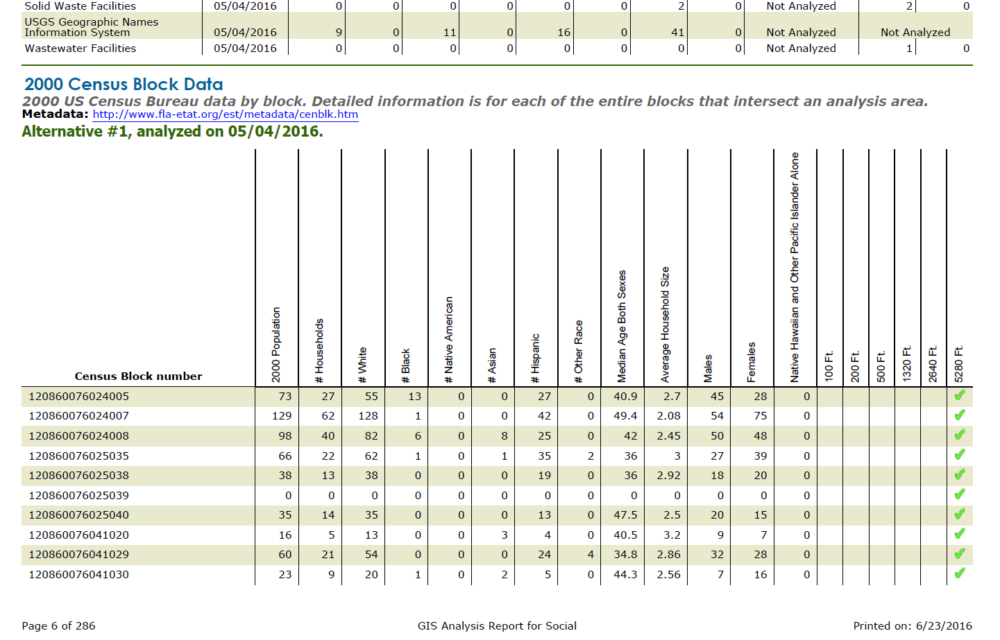 Solid Waste Facilities 05/04/2016 0 0 0 0 0 0 2 0 Not Analyzed 2 0
USGS Geographic Names
Information System 05/04/2016 9 0 11 0 16 0 41 0 Not Analyzed Not Analyzed
Wastewater Facilities 05/04/2016 0 0 0 0 0 0 0 0 Not Analyzed 1 0
2000 Census Block Data
2000 US Census Bureau data by block. Detailed information is for each of the entire blocks that intersect an analysis area.
Metadata: http://www.fla-etat.org/est/metadata/cenblk.htm
Alternative #1, analyzed on 05/04/2016.
Census Block number
2000 Population
# Households
# White
# Black
# Native American
# Asian
# Hispanic
# Other Race
Median Age Both Sexes
Average Household Size
Males
Females
Native Hawaiian and Other Pacific Islander Alone
100 Ft.
200 Ft.
500 Ft.
1320 Ft.
2640 Ft.
5280 Ft.
120860076024005 73 27 55 13 0 0 27 0 40.9 2.7 45 28 0
120860076024007 129 62 128 1 0 0 42 0 49.4 2.08 54 75 0
120860076024008 98 40 82 6 0 8 25 0 42 2.45 50 48 0
120860076025035 66 22 62 1 0 1 35 2 36 3 27 39 0
120860076025038 38 13 38 0 0 0 19 0 36 2.92 18 20 0
120860076025039 0 0 0 0 0 0 0 0 0 0 0 0 0
120860076025040 35 14 35 0 0 0 13 0 47.5 2.5 20 15 0
120860076041020 16 5 13 0 0 3 4 0 40.5 3.2 9 7 0
120860076041029 60 21 54 0 0 0 24 4 34.8 2.86 32 28 0
120860076041030 23 9 20 1 0 2 5 0 44.3 2.56 7 16 0
Page 6 of 286 GIS Analysis Report for Social Printed on: 6/23/2016